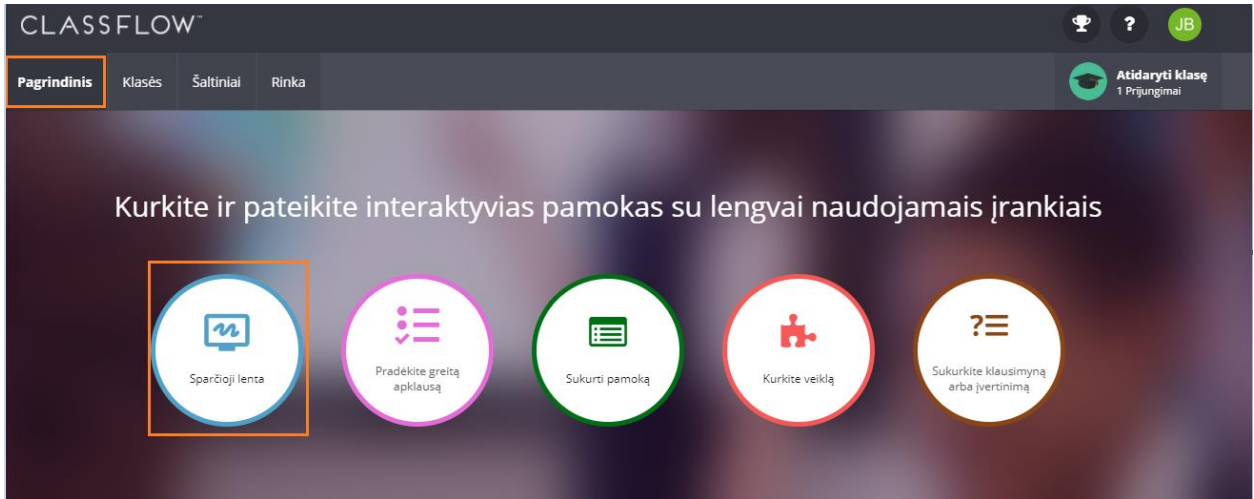 CLASSFLOW™
? JB
Pagrindinis Klasės Šaltiniai Rinka
Atidaryti klasę
1 Prijungimai
Kurkite ir pateikite interaktyvias pamokas su lengvai naudojamais įrankiais
Sparčioji lenta
Pradėkite greitą
apklausą
Sukurti pamoką
Kurkite veiklą
?
Sukurkite klausimyną
arba įvertinimą